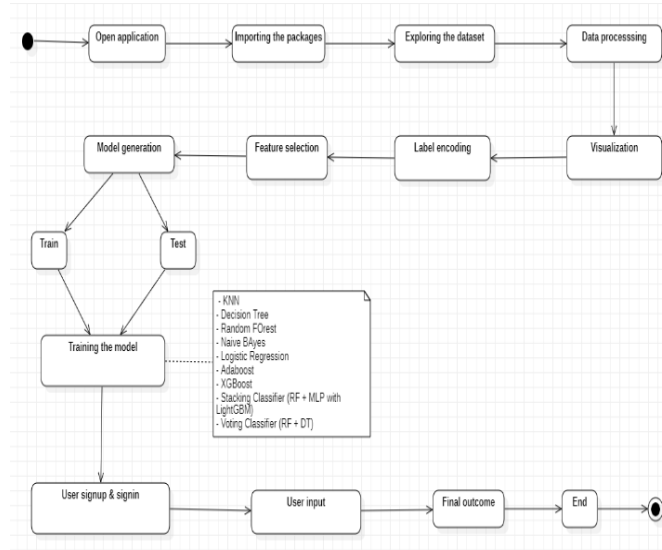 Open application
Importing the packages
Exploring the dataset
Data processsing
Model generation
Feature selection
Label encoding
Visualization
Train
Test
- KNN
- Decision Tree
- Random FOrest
- Naive BAyes
- Logistic Regression
- Adaboost
- XGBoost
- Stacking Classifier (RF + MLP with
LightGBM)
- Voting Classifier (RF + DT)
Training the model
User signup & signin
User input
Final outcome
End